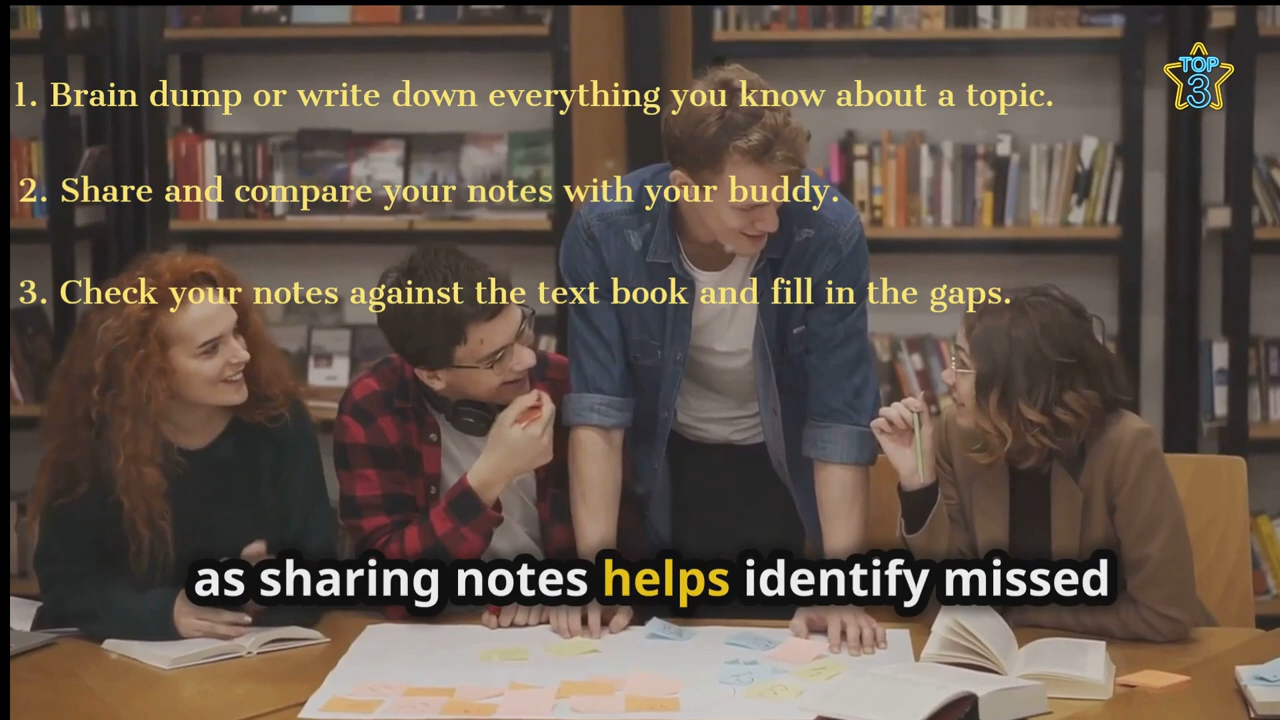 1. Brain dump or write down everything you know about a topic.
TOP
3
2. Share and compare your notes with your buddy.
3. Check your notes against the text book and fill in the gaps.
as sharing notes helps identify missed